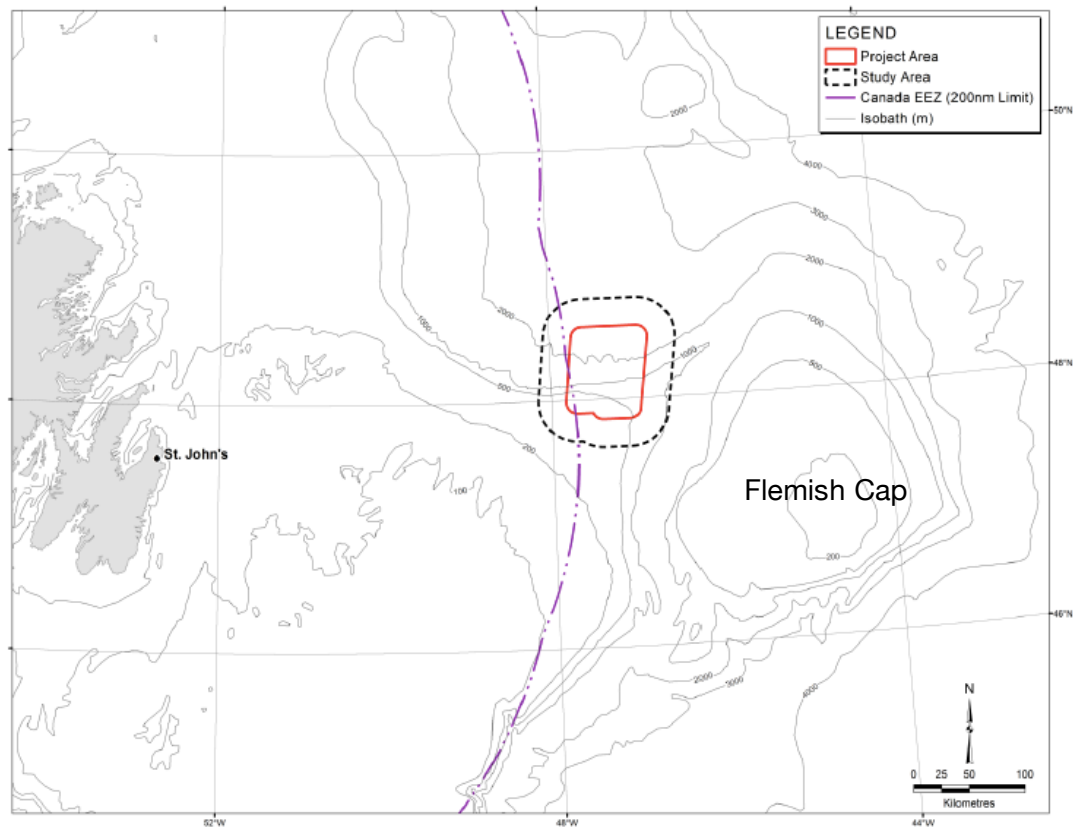 LEGEND
Project Area
Study Area
Canada EEZ (200nm Limit)
Isobath (m)
2000
50°N
4000
3000
2000
1000
2000
1000
1000
500
500
48°N
200
St. John's
100
Flemish Cap
200
46°N
2000
3000
4000
N
0 25 50 100
Kilometres
52°W
48°W
44°W